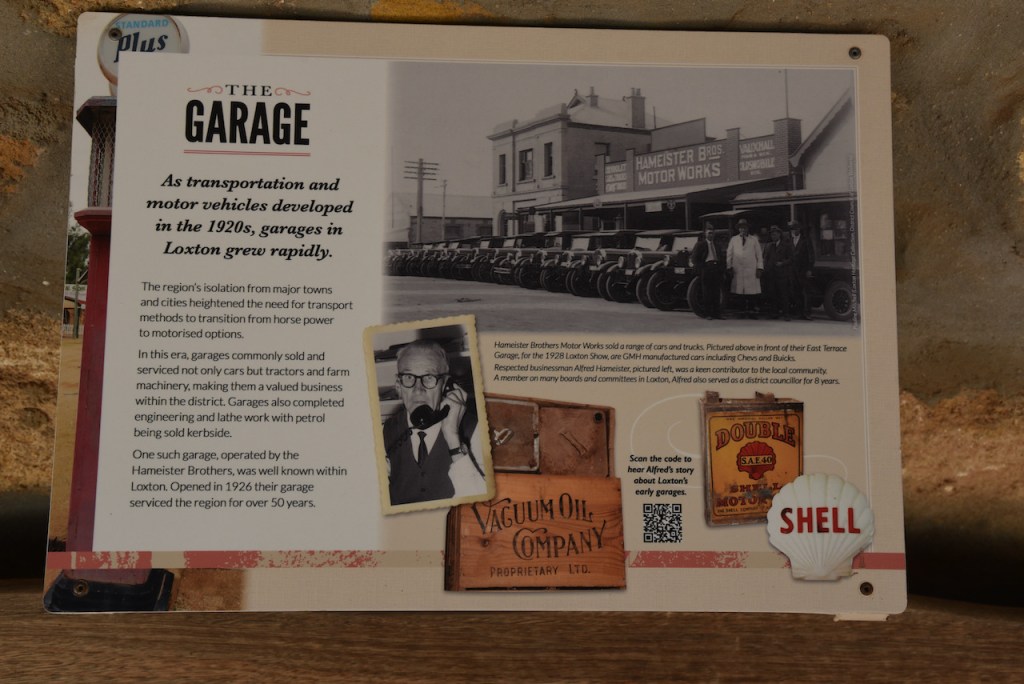 STANDARD
Plus
THE
GARAGE
As transportation and
motor vehicles developed
in the 1920s, garages in
Loxton grew rapidly.
The region's isolation from major towns
and cities heightened the need for transport
methods to transition from horse power
to motorised options.
In this era, garages commonly sold and
serviced not only cars but tractors and farm
machinery, making them a valued business
within the district. Garages also completed
engineering and lathe work with petrol
being sold kerbside.
One such garage, operated by the
Hameister Brothers, was well known within
Loxton. Opened in 1926 their garage
serviced the region for over 50 years.
HAMEISTER BROS
MOTOR WORKS
VAUXHALL
OLDSMOBILE
Hameister Brothers Motor Works sold a range of cars and trucks. Pictured above in front of their East Terrace
Garage, for the 1928 Loxton Show, are GMH manufactured cars including Chevs and Buicks.
Respected businessman Alfred Hameister, pictured left, was a keen contributor to the local community.
A member on many boards and committees in Loxton, Alfred also served as a district councillor for 8 years.
VACUUM OIL
COMPANY
PROPRIETARY LTD.
Scan the code to
hear Alfred's story
about Loxton's
early garages.
DOUBLE
S.A.E 40
SHELL
MOTOR
SHELL